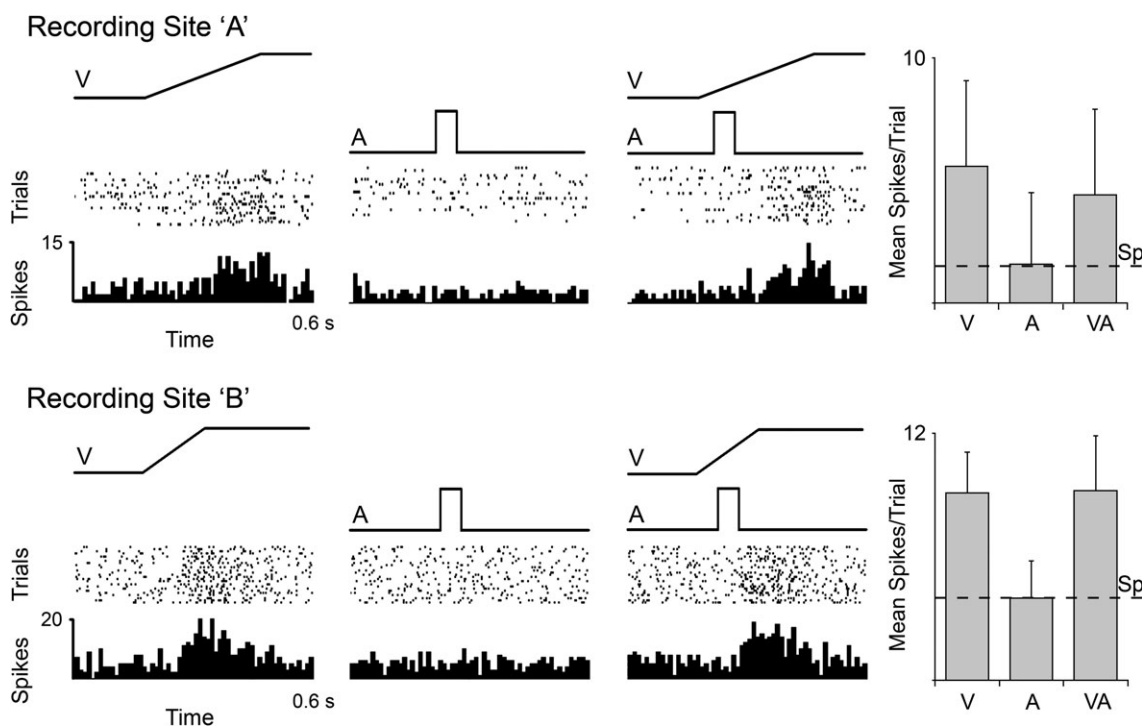 Recording Site ‘A’
V
A
V
A
Trials
Spikes
15
Time
0.6 s
Mean Spikes/Trial
10
Sp
V A VA
Recording Site ‘B’
V
A
V
A
Trials
Spikes
20
Time
0.6 s
Mean Spikes/Trial
12
Sp
V A VA